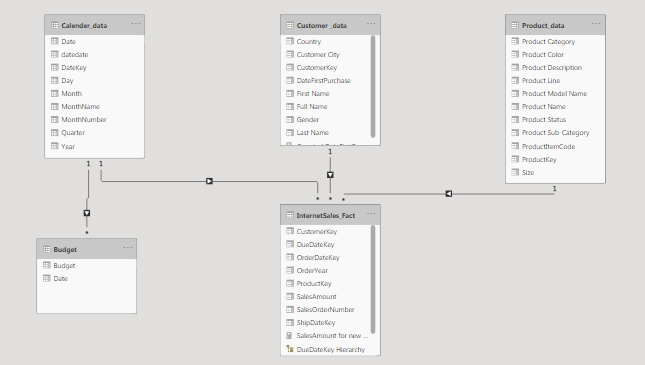 Calender_data ...
Date
datedate
DateKey
Day
Month
MonthName
MonthNumber
Quarter
Year
Customer _data ...
Country
Customer City
CustomerKey
DateFirstPurchase
First Name
Full Name
Gender
Last Name
Product_data ...
Product Category
Product Color
Product Description
Product Line
Product Model Name
Product Name
Product Status
Product Sub Category
ProductItemCode
ProductKey
Size
1 1
1
1
* * *
*
Budget ...
Budget
Date
InternetSales_Fact ...
CustomerKey
DueDateKey
OrderDateKey
OrderYear
ProductKey
SalesAmount
SalesOrderNumber
ShipDateKey
SalesAmount for new ...
DueDateKey Hierarchy